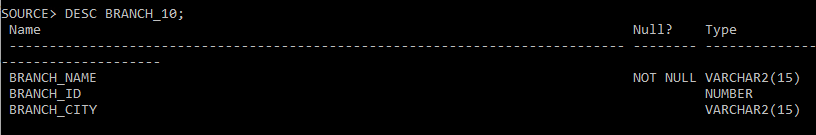 SOURCE> DESC BRANCH_10;
Name Null? Type
----------------------------------------------------------------------------- -------- --------------
-------------------
BRANCH_NAME NOT NULL VARCHAR2(15)
BRANCH_ID NUMBER
BRANCH_CITY VARCHAR2(15)